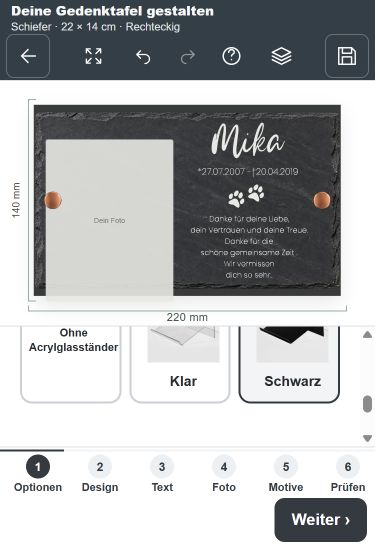 Deine Gedenktafel gestalten
Schiefer · 22 × 14 cm · Rechteckig
140 mm
Dein Foto
Mika
*27.07.2007 - †20.04.2019
Danke für deine Liebe,
dein Vertrauen und deine Treue.
Danke für die
schöne gemeinsame Zeit.
Wir vermissen
dich so sehr.
220 mm
Ohne
Acrylglasständer
Klar
Schwarz
1
Optionen
2
Design
3
Text
4
Foto
5
Motive
6
Prüfen
Weiter ›